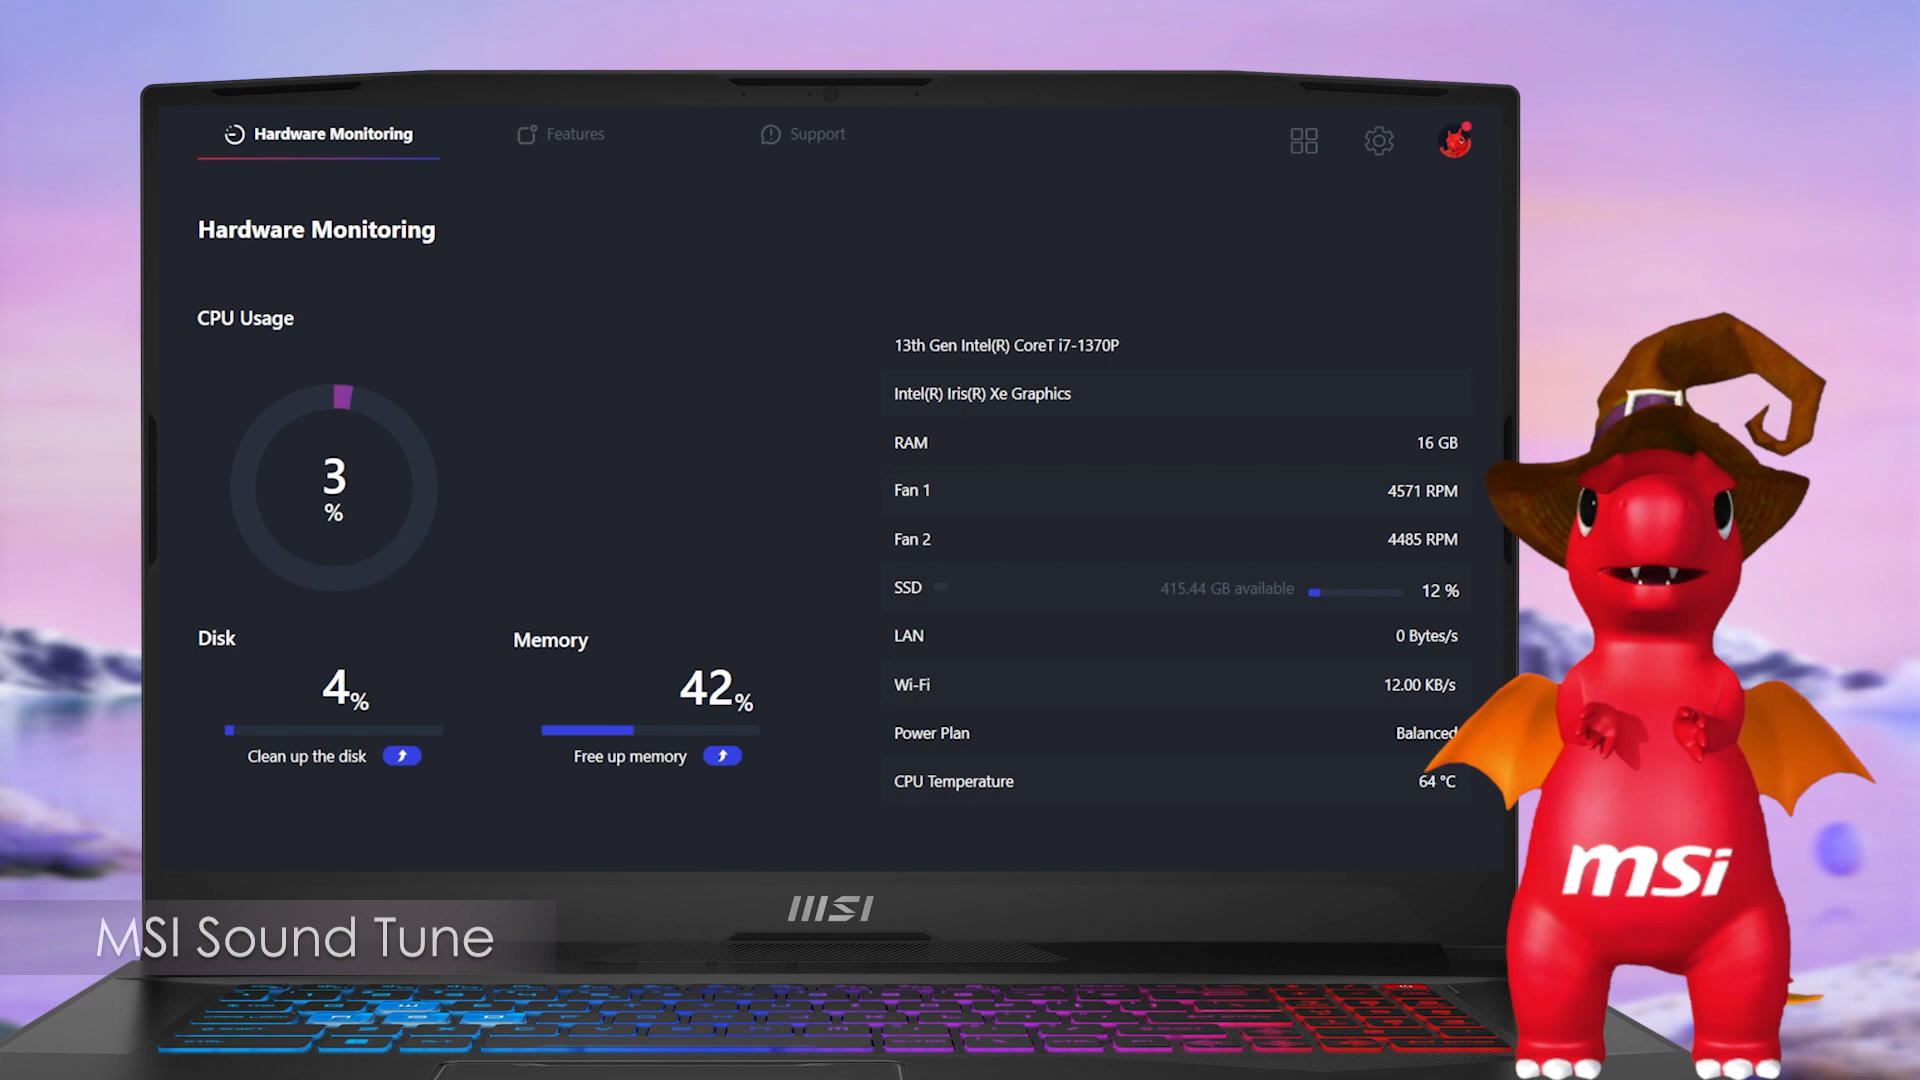 Hardware Monitoring
Features
Support
Hardware Monitoring
CPU Usage
3
%
Disk
4%
Clean up the disk
Memory
42%
Free up memory
13th Gen Intel(R) CoreT i7-1370P
Intel(R) Iris(R) Xe Graphics
RAM 16 GB
Fan 1 4571 RPM
Fan 2 4485 RPM
SSD 415.44 GB available 12 %
LAN 0 Bytes/s
Wi-Fi 12.00 KB/s
Power Plan Balanced
CPU Temperature 64 °C
msi
MSI Sound Tune
msi